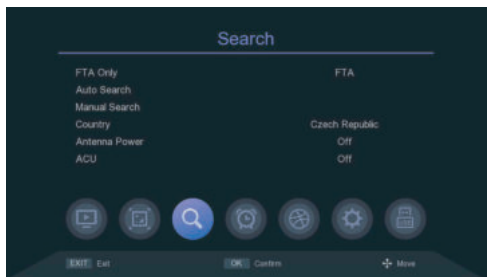 Search
FTA Only FTA
Auto Search
Manual Search
Country Czech Republic
Antenna Power Off
ACU Off
EXIT Exit OK Confirm Move